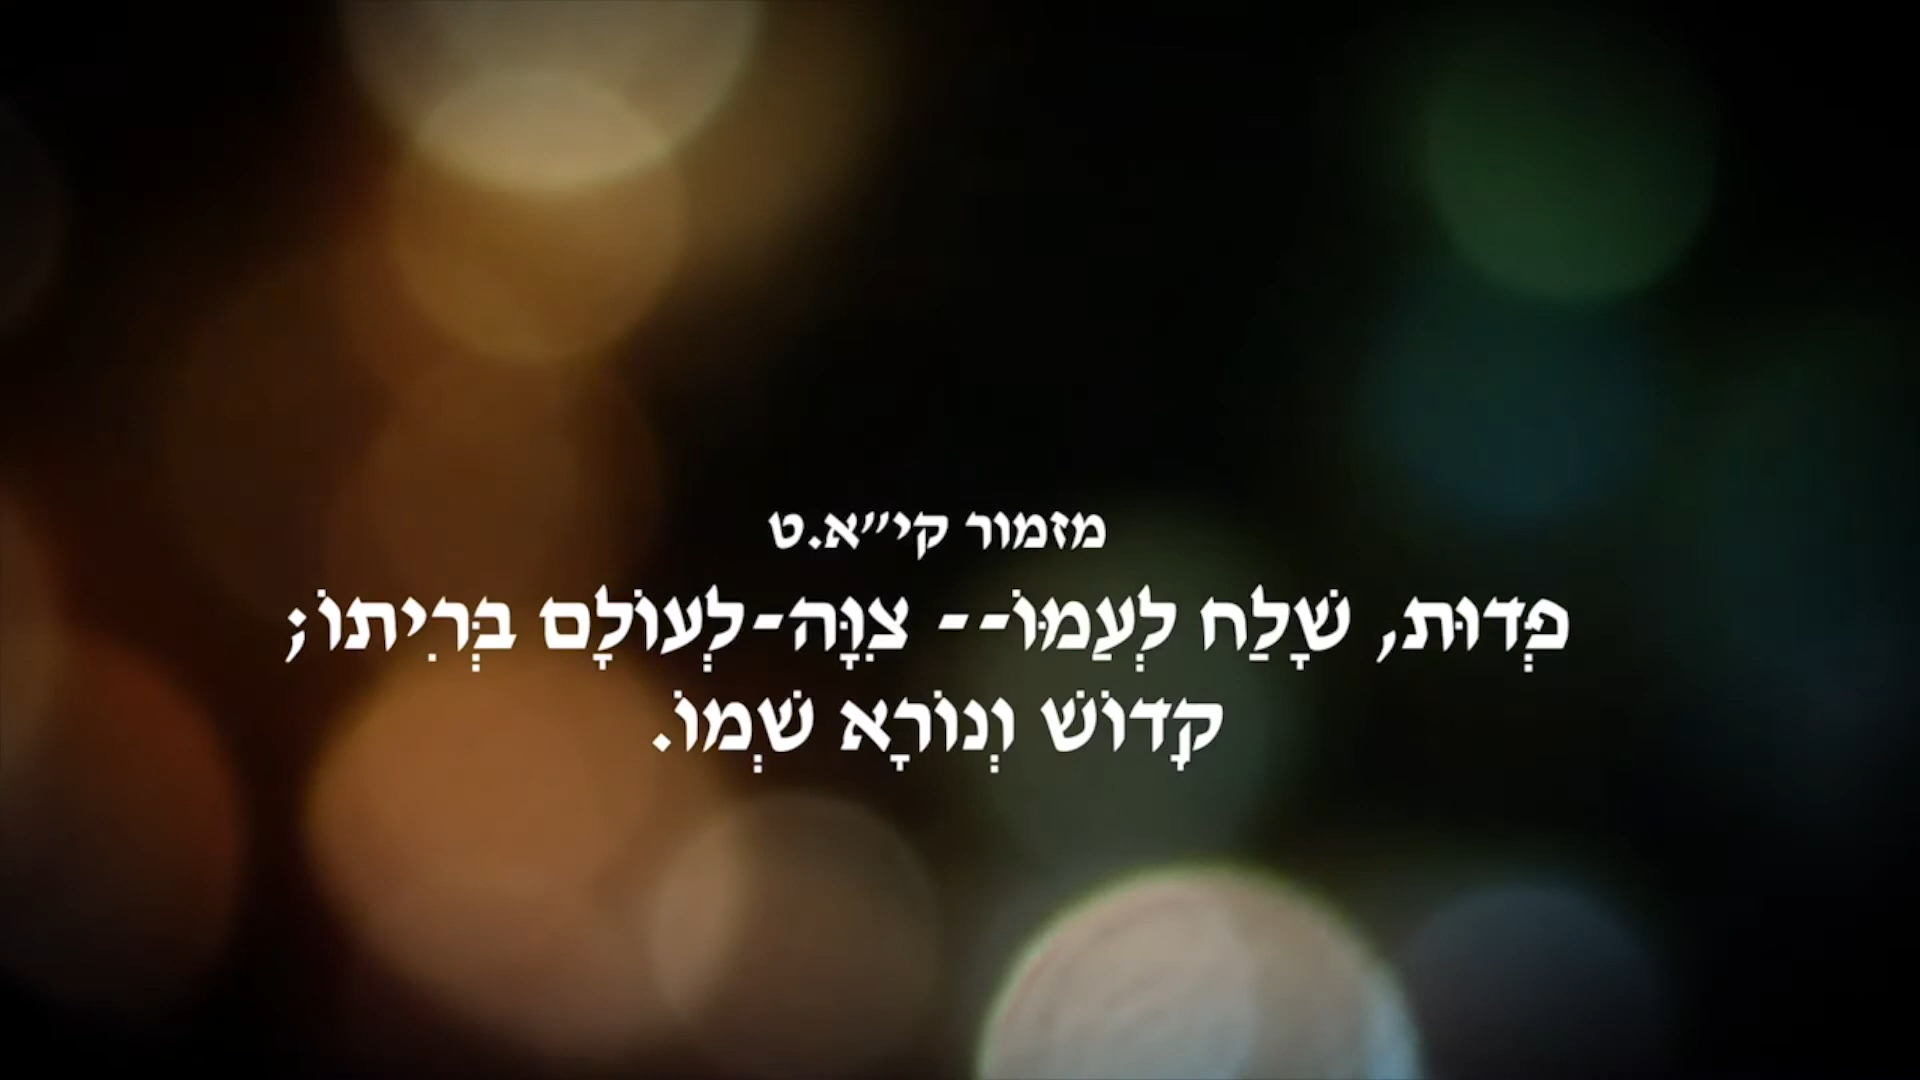 מזמור קי״א.ט
פְּדוּת, שָׁלַח לְעַמּוֹ-- צִוָּה-לְעוֹלָם בְּרִיתוֹ;
קָדוֹשׁ וְנוֹרָא שְׁמוֹ.